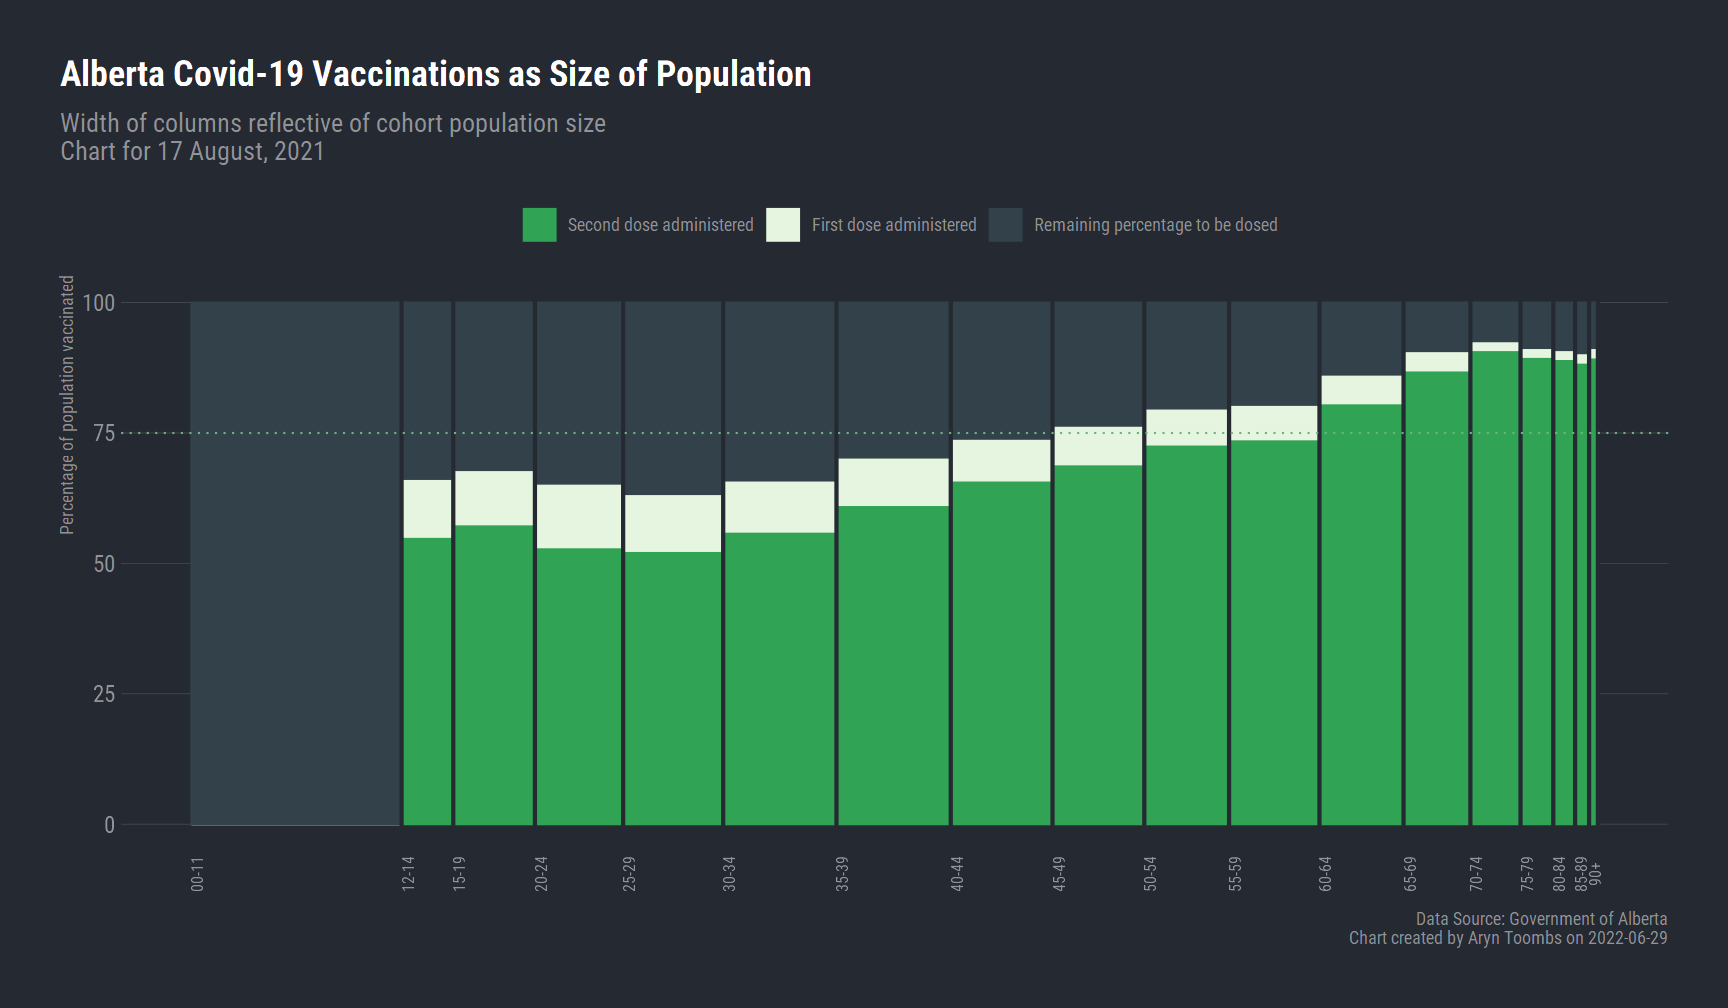 Alberta Covid-19 Vaccinations as Size of Population
Width of columns reflective of cohort population size
Chart for 17 August, 2021
Second dose administered
First dose administered
Remaining percentage to be dosed
Percentage of population vaccinated
100
75
50
25
0
00-11
12-14
15-19
20-24
25-29
30-34
35-39
40-44
45-49
50-54
55-59
60-64
65-69
70-74
75-79
80-84
85-89
90+
Data Source: Government of Alberta
Chart created by Aryn Toombs on 2022-06-29